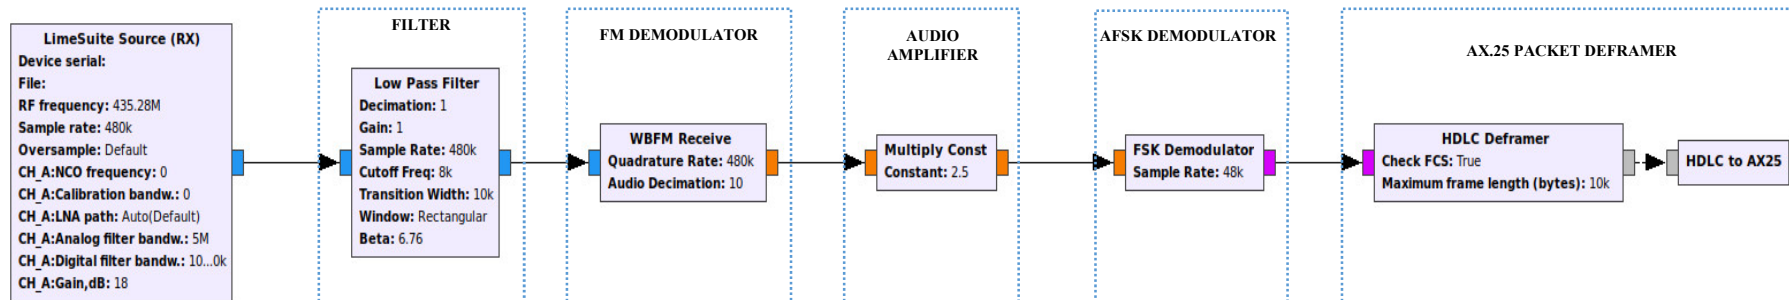 LimeSuite Source (RX)
Device serial:
File:
RF frequency: 435.28M
Sample rate: 480k
Oversample: Default
CH_A:NCO frequency: 0
CH_A:Calibration bandw.: 0
CH_A:LNA path: Auto(Default)
CH_A:Analog filter bandw.: 5M
CH_A:Digital filter bandw.: 10...0k
CH_A:Gain,dB: 18
FILTER
Low Pass Filter
Decimation: 1
Gain: 1
Sample Rate: 480k
Cutoff Freq: 8k
Transition Width: 10k
Window: Rectangular
Beta: 6.76
FM DEMODULATOR
WBFM Receive
Quadrature Rate: 480k
Audio Decimation: 10
AUDIO
AMPLIFIER
Multiply Const
Constant: 2.5
AFSK DEMODULATOR
FSK Demodulator
Sample Rate: 48k
AX.25 PACKET DEFRAMER
HDLC Deframer
Check FCS: True
Maximum frame length (bytes): 10k
HDLC to AX25